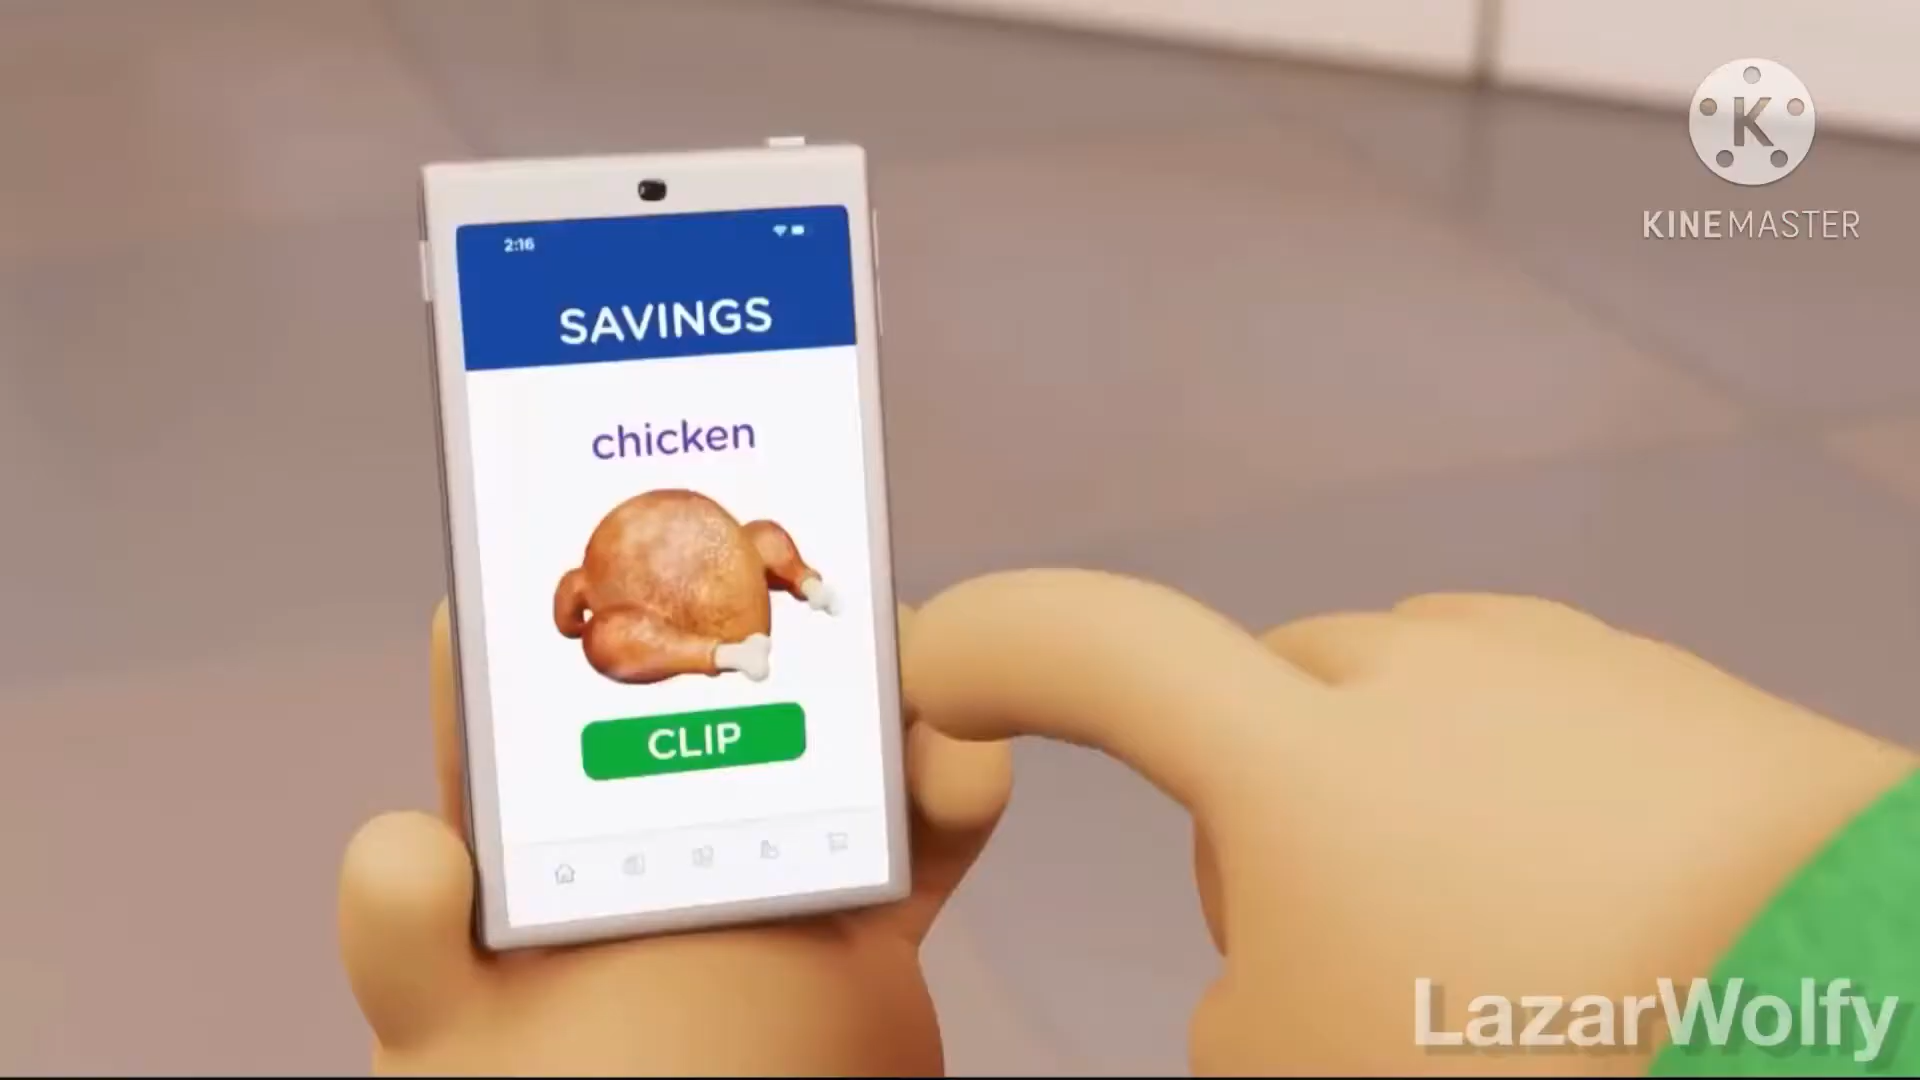 2:16
SAVINGS
chicken
CLIP
K
KINEMASTER
LazarWolfy